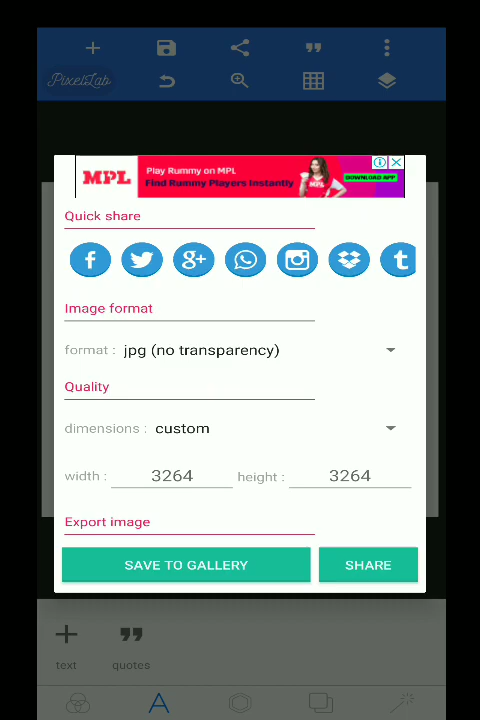 PixelLab
MPL
Play Rummy on MPL
Find Rummy Players Instantly
MPL
DOWNLOAD APP
Quick share
Image format
format : jpg (no transparency)
Quality
dimensions : custom
width : 3264 height : 3264
Export image
SAVE TO GALLERY SHARE
text quotes